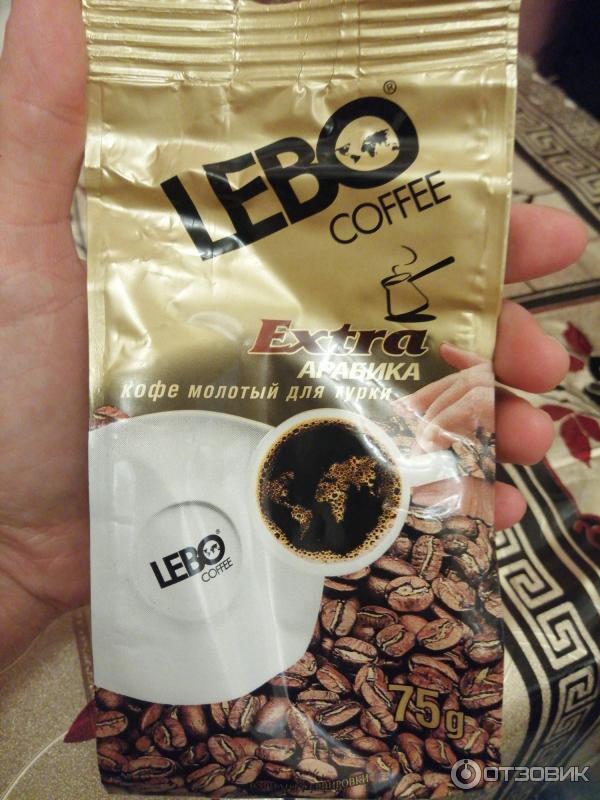 LEBO®
COFFEE
Extra
АРАБИКА
кофе молотый для турки
LEBO®
COFFEE
75g
ОТЗОВИК